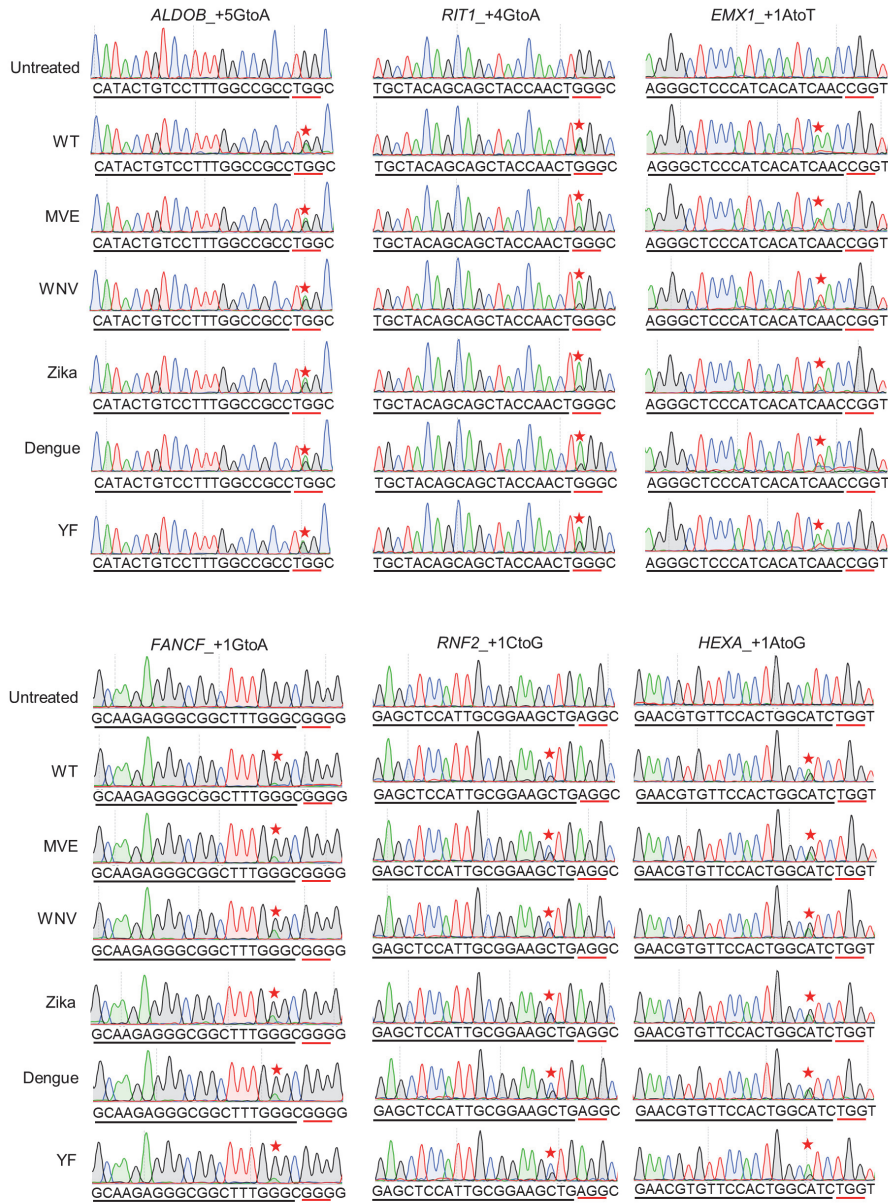 ALDOB_+5GtoA RIT1_+4GtoA EMX1_+1AtoT
Untreated
CATACTGTCCTTTGGCCGCCTGGC TGCTACAGCAGCTACCAACTGGGC AGGGCTCCCATCACATCAACCGGT
WT
CATACTGTCCTTTGGCCGCCTGGC TGCTACAGCAGCTACCAACTGGGC AGGGCTCCCATCACATCAACCGGT
MVE
CATACTGTCCTTTGGCCGCCTGGC TGCTACAGCAGCTACCAACTGGGC AGGGCTCCCATCACATCAACCGGT
WNV
CATACTGTCCTTTGGCCGCCTGGC TGCTACAGCAGCTACCAACTGGGC AGGGCTCCCATCACATCAACCGGT
Zika
CATACTGTCCTTTGGCCGCCTGGC TGCTACAGCAGCTACCAACTGGGC AGGGCTCCCATCACATCAACCGGT
Dengue
CATACTGTCCTTTGGCCGCCTGGC TGCTACAGCAGCTACCAACTGGGC AGGGCTCCCATCACATCAACCGGT
YF
CATACTGTCCTTTGGCCGCCTGGC TGCTACAGCAGCTACCAACTGGGC AGGGCTCCCATCACATCAACCGGT
FANCF_+1GtoA RNF2_+1CtoG HEXA_+1AtoG
Untreated
GCAAGAGGGCGGCTTTGGGCGGGG GAGCTCCATTGCGGAAGCTGAGGC GAACGTGTTCCACTGGCATCTGGT
WT
GCAAGAGGGCGGCTTTGGGCGGGG GAGCTCCATTGCGGAAGCTGAGGC GAACGTGTTCCACTGGCATCTGGT
MVE
GCAAGAGGGCGGCTTTGGGCGGGG GAGCTCCATTGCGGAAGCTGAGGC GAACGTGTTCCACTGGCATCTGGT
WNV
GCAAGAGGGCGGCTTTGGGCGGGG GAGCTCCATTGCGGAAGCTGAGGC GAACGTGTTCCACTGGCATCTGGT
Zika
GCAAGAGGGCGGCTTTGGGCGGGG GAGCTCCATTGCGGAAGCTGAGGC GAACGTGTTCCACTGGCATCTGGT
Dengue
GCAAGAGGGCGGCTTTGGGCGGGG GAGCTCCATTGCGGAAGCTGAGGC GAACGTGTTCCACTGGCATCTGGT
YF
GCAAGAGGGCGGCTTTGGGCGGGG GAGCTCCATTGCGGAAGCTGAGGC GAACGTGTTCCACTGGCATCTGGT